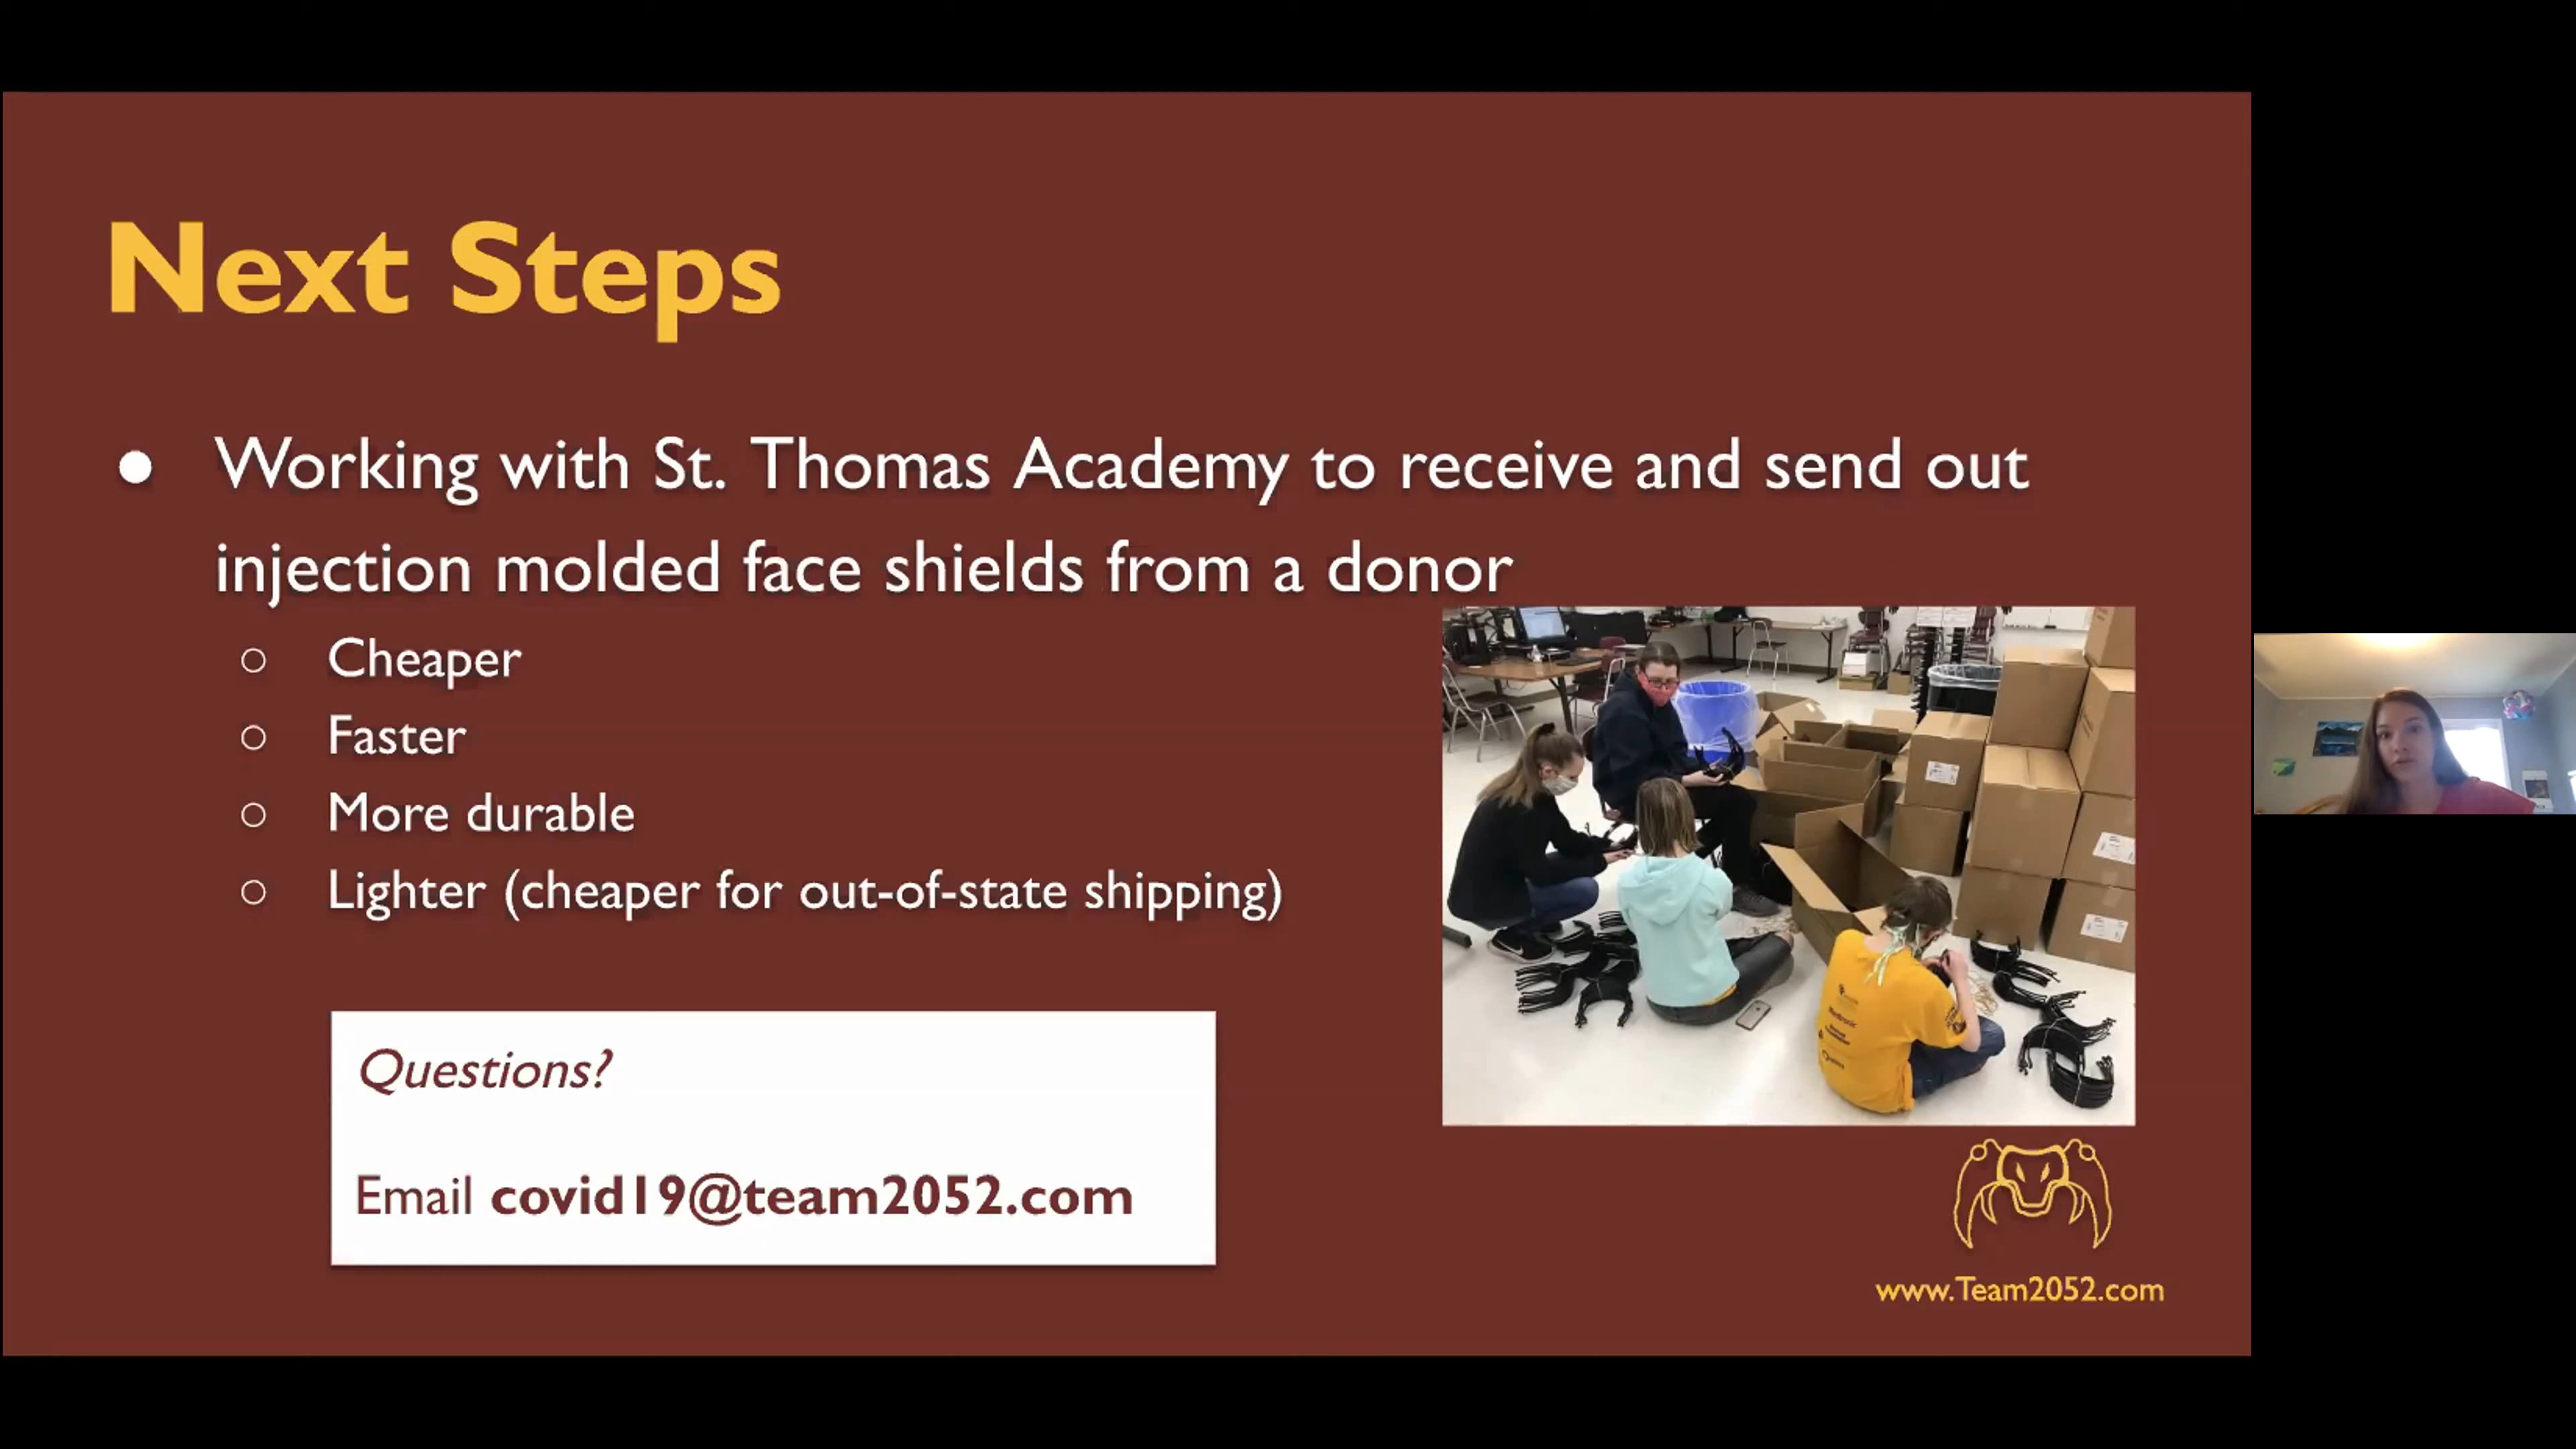 Next Steps
● Working with St. Thomas Academy to receive and send out
injection molded face shields from a donor
○ Cheaper
○ Faster
○ More durable
○ Lighter (cheaper for out-of-state shipping)
Questions?
Email covid19@team2052.com
www.Team2052.com